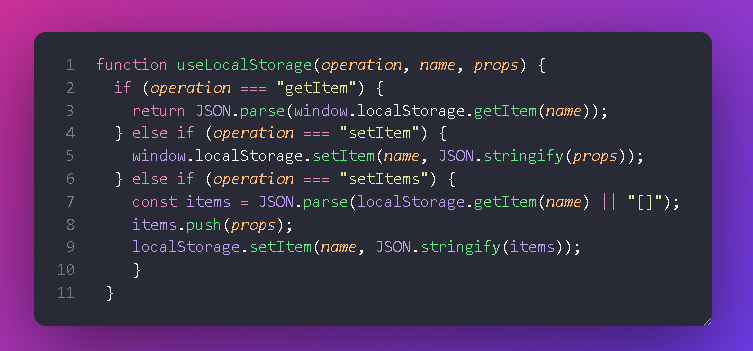 1 function useLocalStorage(operation, name, props) {
2 if (operation === "getItem") {
3 return JSON.parse(window.localStorage.getItem(name));
4 } else if (operation === "setItem") {
5 window.localStorage.setItem(name, JSON.stringify(props));
6 } else if (operation === "setItems") {
7 const items = JSON.parse(localStorage.getItem(name) || "[]");
8 items.push(props);
9 localStorage.setItem(name, JSON.stringify(items));
10 }
11 }